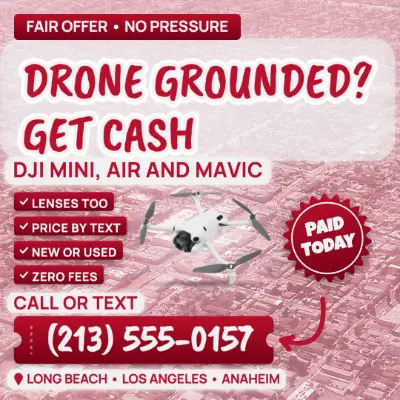 FAIR OFFER • NO PRESSURE
DRONE GROUNDED?
GET CASH
DJI MINI, AIR AND MAVIC
LENSES TOO
PRICE BY TEXT
NEW OR USED
ZERO FEES
PAID
TODAY
CALL OR TEXT
(213) 555-0157
LONG BEACH • LOS ANGELES • ANAHEIM